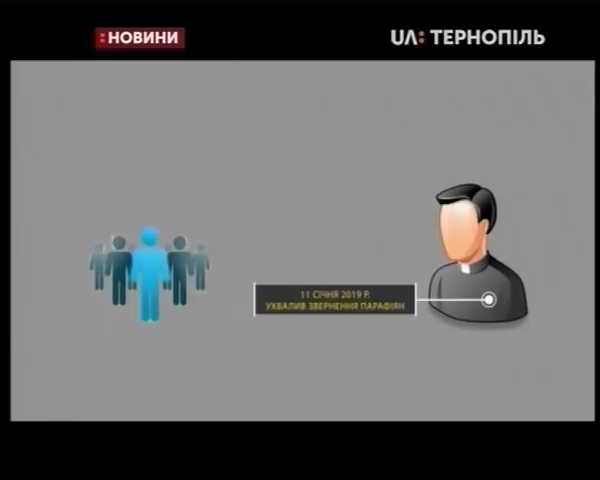 :НОВИНИ
UA: ТЕРНОПІЛЬ
11 СІЧНЯ 2019 Р.
УХВАЛИВ ЗВЕРНЕННЯ ПАРАФІЯН